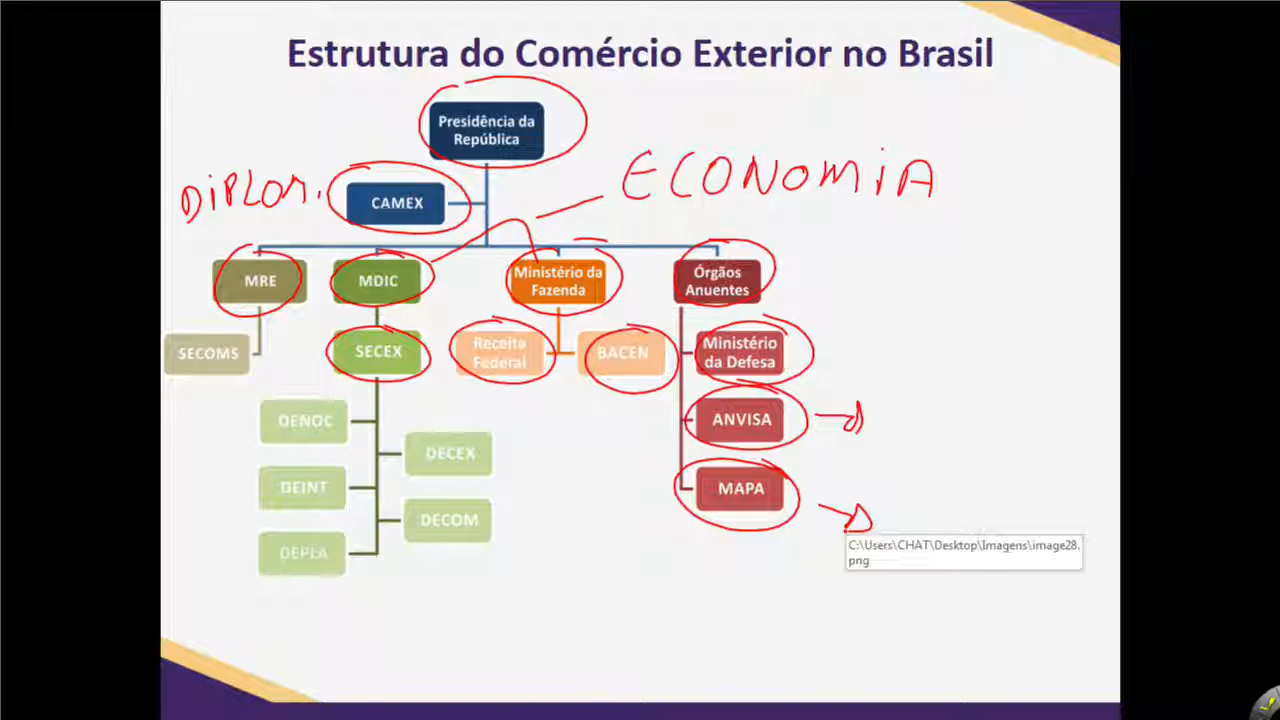 Estrutura do Comércio Exterior no Brasil
Presidência da
República
ECONOMIA
DIPLOM.
CAMEX
MRE
MDIC
Ministério da
Fazenda
Órgãos
Anuentes
SECOMS
SECEX
Receita
Federal
BACEN
Ministério
da Defesa
DENOC
ANVISA
DECEX
DEINT
MAPA
DECOM
DEPLA
C:\Users\CHAT\Desktop\Imagens\image28.
png